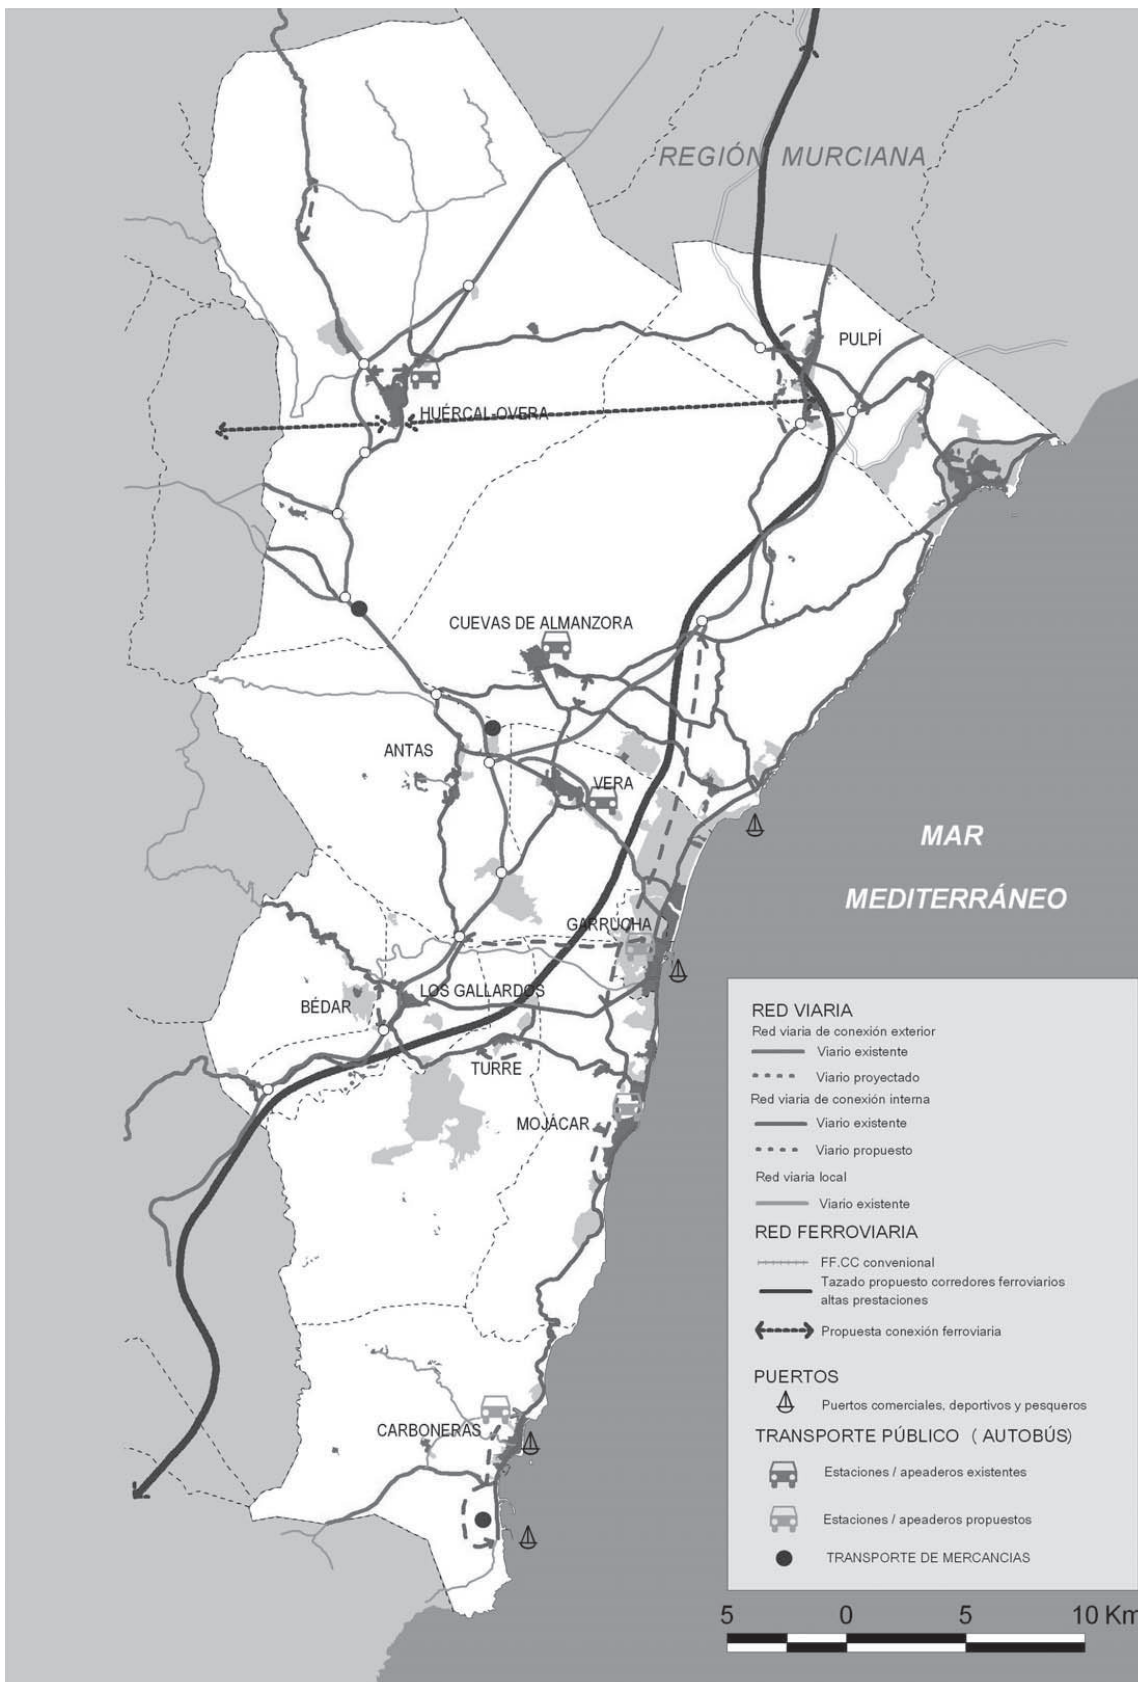 REGIÓN MURCIANA
PULPÍ
HUÉRCAL-OVERA
CUEVAS DE ALMANZORA
ANTAS
VERA
MAR
MEDITERRÁNEO
GARRUCHA
LOS GALLARDOS
BÉDAR
TURRE
MOJÁCAR
CARBONERAS
RED VIARIA
Red viaria de conexión exterior
Viario existente
Viario proyectado
Red viaria de conexión interna
Viario existente
Viario propuesto
Red viaria local
Viario existente
RED FERROVIARIA
FF.CC convenional
Tazado propuesto corredores ferroviarios
altas prestaciones
Propuesta conexión ferroviaria
PUERTOS
Puertos comerciales, deportivos y pesqueros
TRANSPORTE PÚBLICO ( AUTOBÚS)
Estaciones / apeaderos existentes
Estaciones / apeaderos propuestos
TRANSPORTE DE MERCANCIAS
5 0 5 10 Km